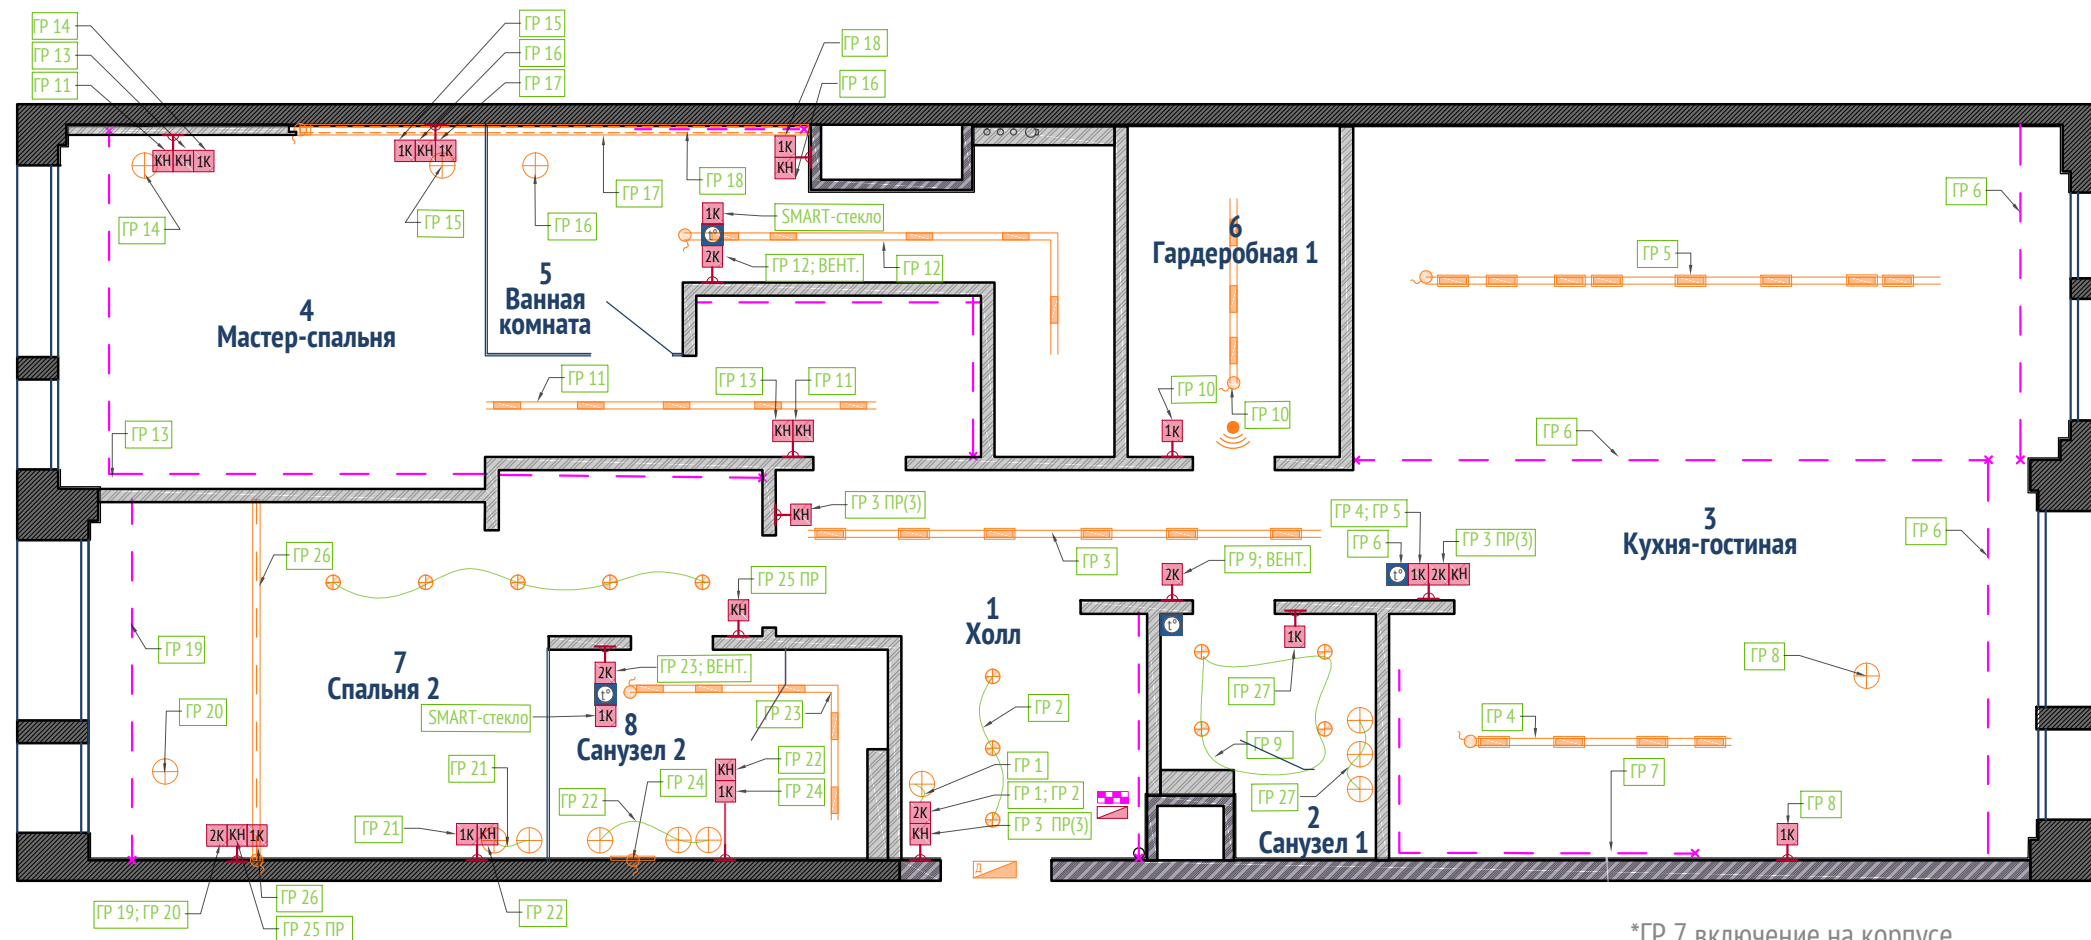 ГР 14
ГР 13
ГР 11
ГР 15
ГР 16
ГР 17
ГР 18
ГР 16
КН КН 1К
1К КН 1К
1К
КН
ГР 14
ГР 15
ГР 16
ГР 17
ГР 18
1К
SMART-стекло
t°
2К
ГР 12; ВЕНТ.
ГР 12
6
Гардеробная 1
ГР 5
ГР 6
5
Ванная
комната
4
Мастер-спальня
ГР 11
ГР 13
ГР 11
КН КН
ГР 10
ГР 10
1К
ГР 13
ГР 6
КН
ГР 3 ПР(3)
ГР 3
ГР 4; ГР 5
ГР 6
ГР 3 ПР(3)
t° 1К 2К КН
3
Кухня-гостиная
ГР 6
ГР 26
ГР 25 ПР
КН
2К
ГР 9; ВЕНТ.
t°
1К
1
Холл
ГР 19
7
Спальня 2
2К
ГР 23; ВЕНТ.
t°
1К
SMART-стекло
ГР 23
8
Санузел 2
ГР 20
ГР 2
ГР 27
ГР 9
ГР 8
ГР 4
ГР 7
ГР 21
ГР 22
ГР 24
КН
1К
ГР 22
ГР 24
ГР 1
ГР 1; ГР 2
2К
КН
ГР 3 ПР(3)
ГР 27
2
Санузел 1
ГР 8
1К
2К КН 1К
ГР 21
1К КН
Д
ГР 19; ГР 20
ГР 26
ГР 25 ПР
ГР 22
*ГР 7 включение на корпусе